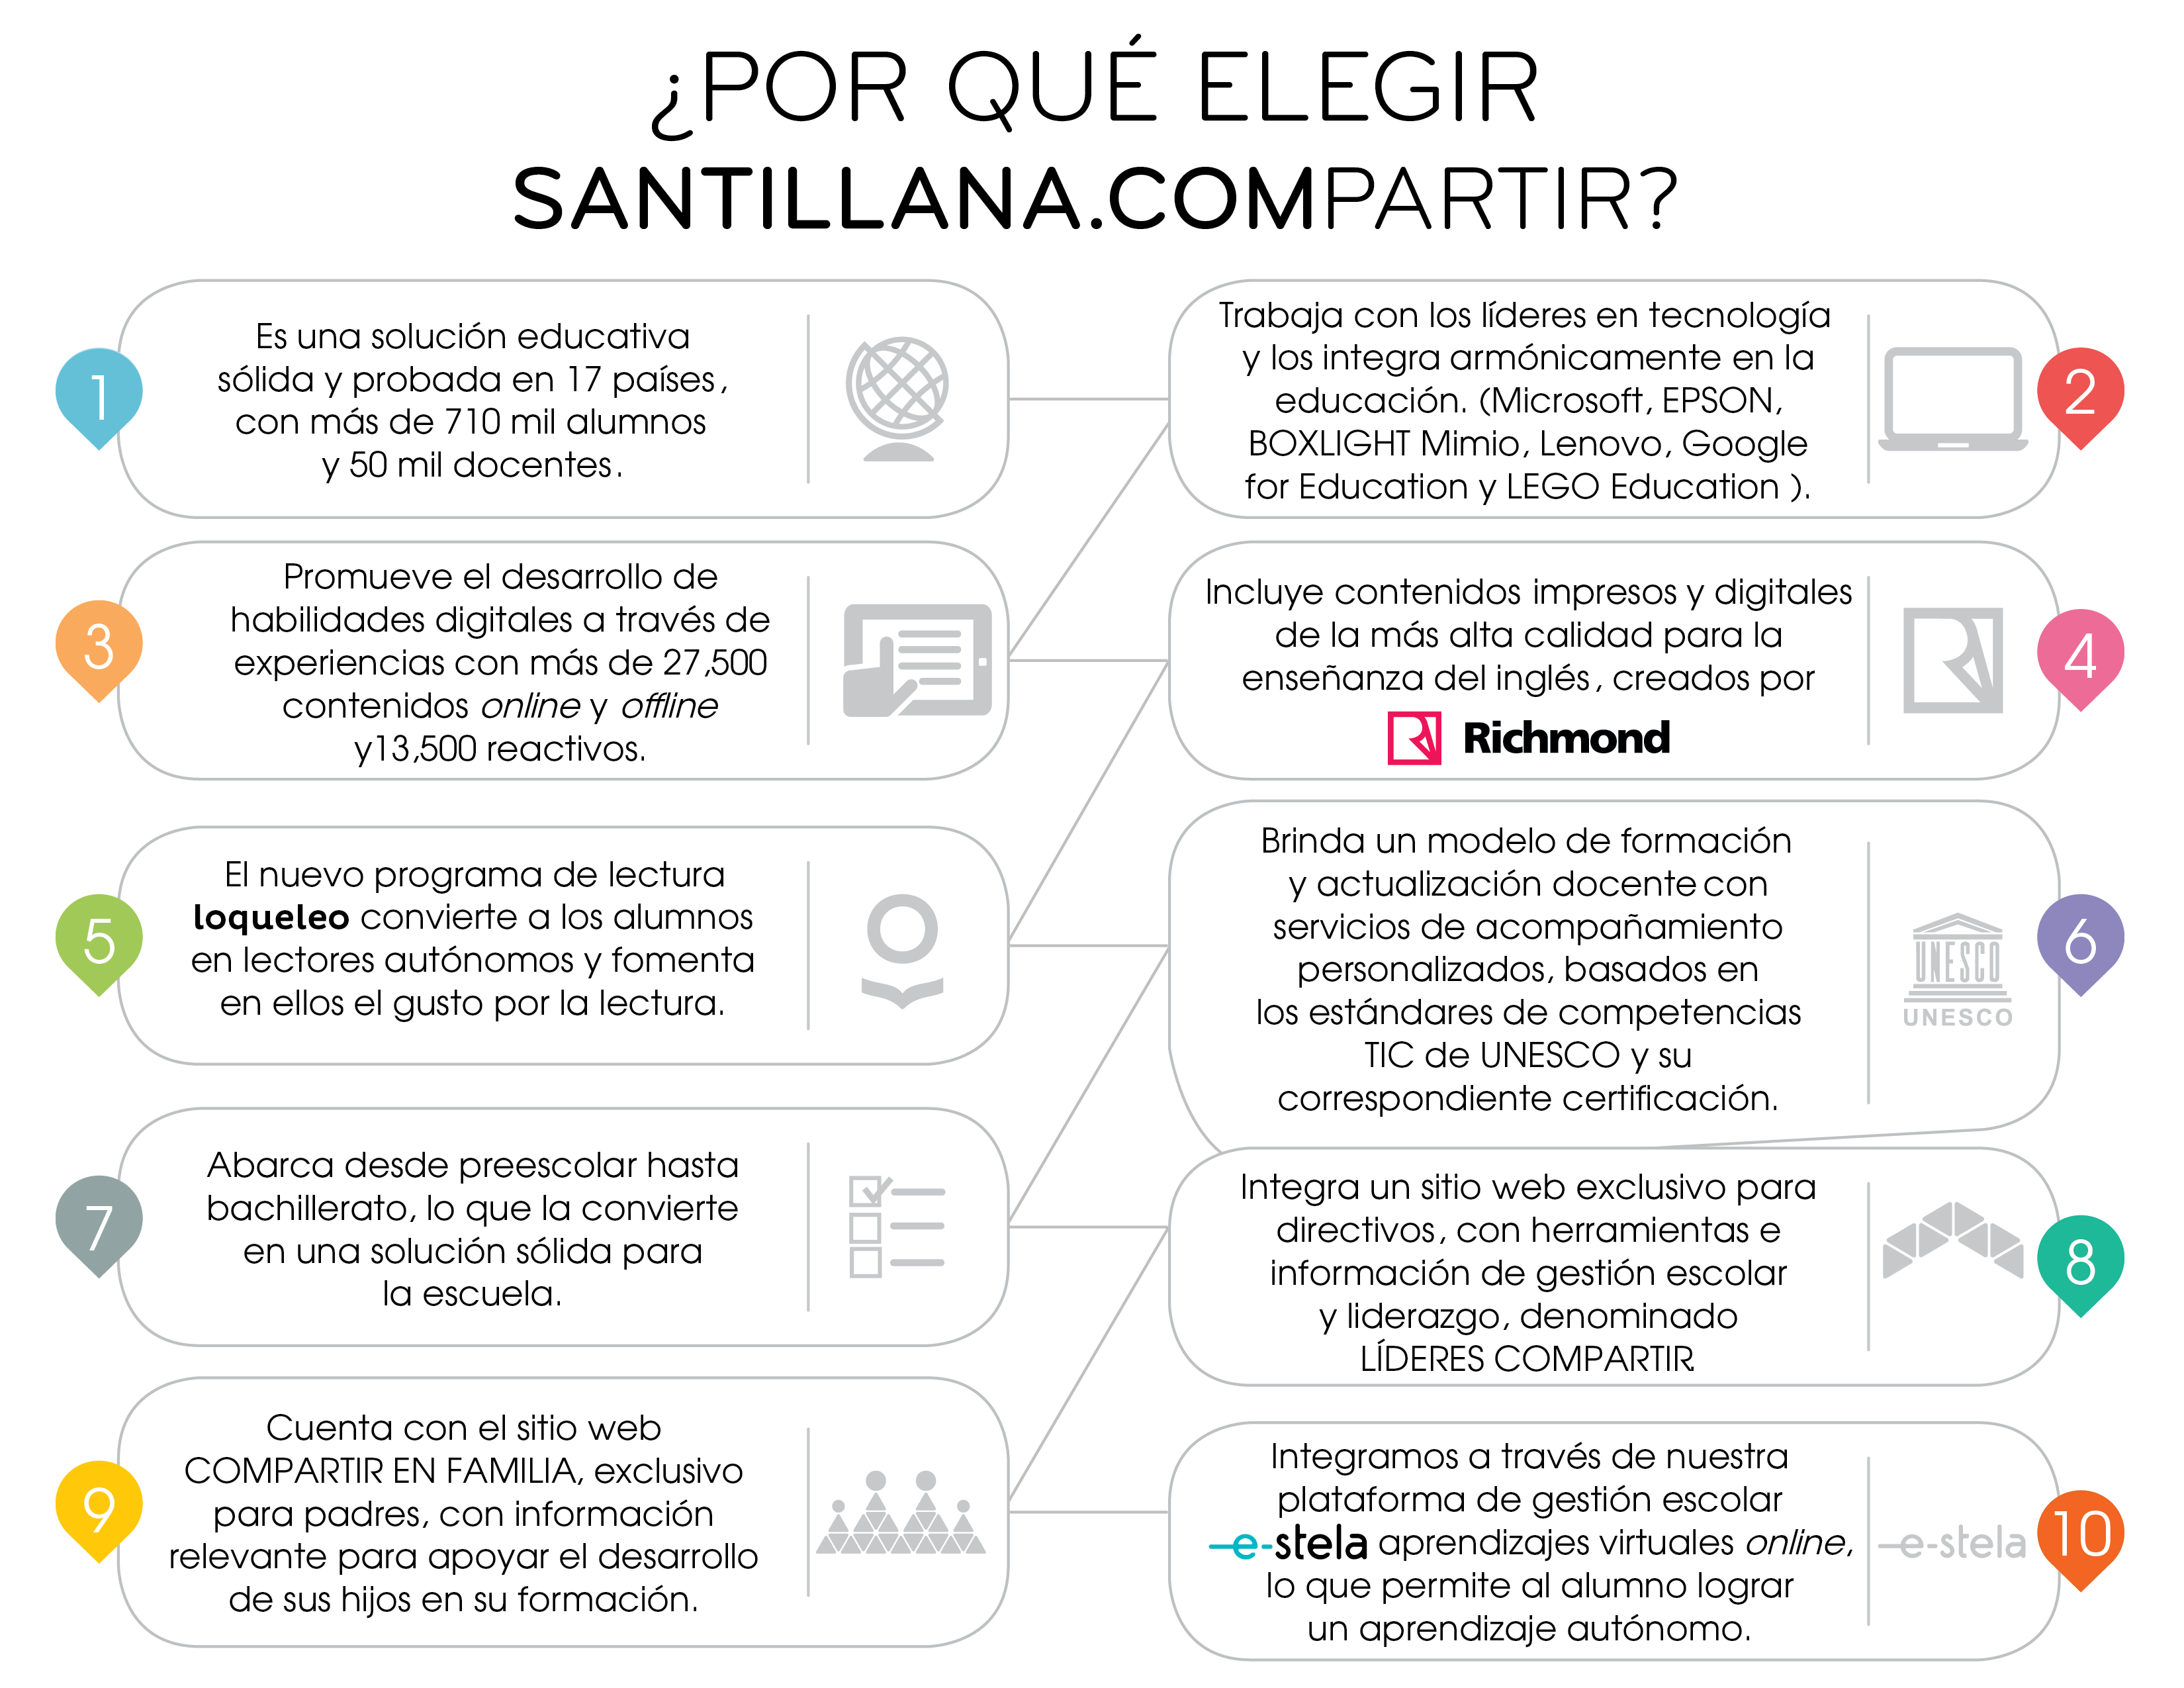 ¿POR QUÉ ELEGIR
SANTILLANA.COMPARTIR?
1
Es una solución educativa
sólida y probada en 17 países,
con más de 710 mil alumnos
y 50 mil docentes.
2
Trabaja con los líderes en tecnología
y los integra armónicamente en la
educación. (Microsoft, EPSON,
BOXLIGHT Mimio, Lenovo, Google
for Education y LEGO Education ).
3
Promueve el desarrollo de
habilidades digitales a través de
experiencias con más de 27,500
contenidos online y offline
y13,500 reactivos.
4
Incluye contenidos impresos y digitales
de la más alta calidad para la
enseñanza del inglés, creados por
Richmond
5
El nuevo programa de lectura
loqueleo convierte a los alumnos
en lectores autónomos y fomenta
en ellos el gusto por la lectura.
6
Brinda un modelo de formación
y actualización docente con
servicios de acompañamiento
personalizados, basados en
los estándares de competencias
TIC de UNESCO y su
correspondiente certificación.
UNESCO
UNESCO
7
Abarca desde preescolar hasta
bachillerato, lo que la convierte
en una solución sólida para
la escuela.
8
Integra un sitio web exclusivo para
directivos, con herramientas e
información de gestión escolar
y liderazgo, denominado
LÍDERES COMPARTIR.
9
Cuenta con el sitio web
COMPARTIR EN FAMILIA, exclusivo
para padres, con información
relevante para apoyar el desarrollo
de sus hijos en su formación.
10
Integramos a través de nuestra
plataforma de gestión escolar
e-stela aprendizajes virtuales online,
lo que permite al alumno lograr
un aprendizaje autónomo.
e-stela